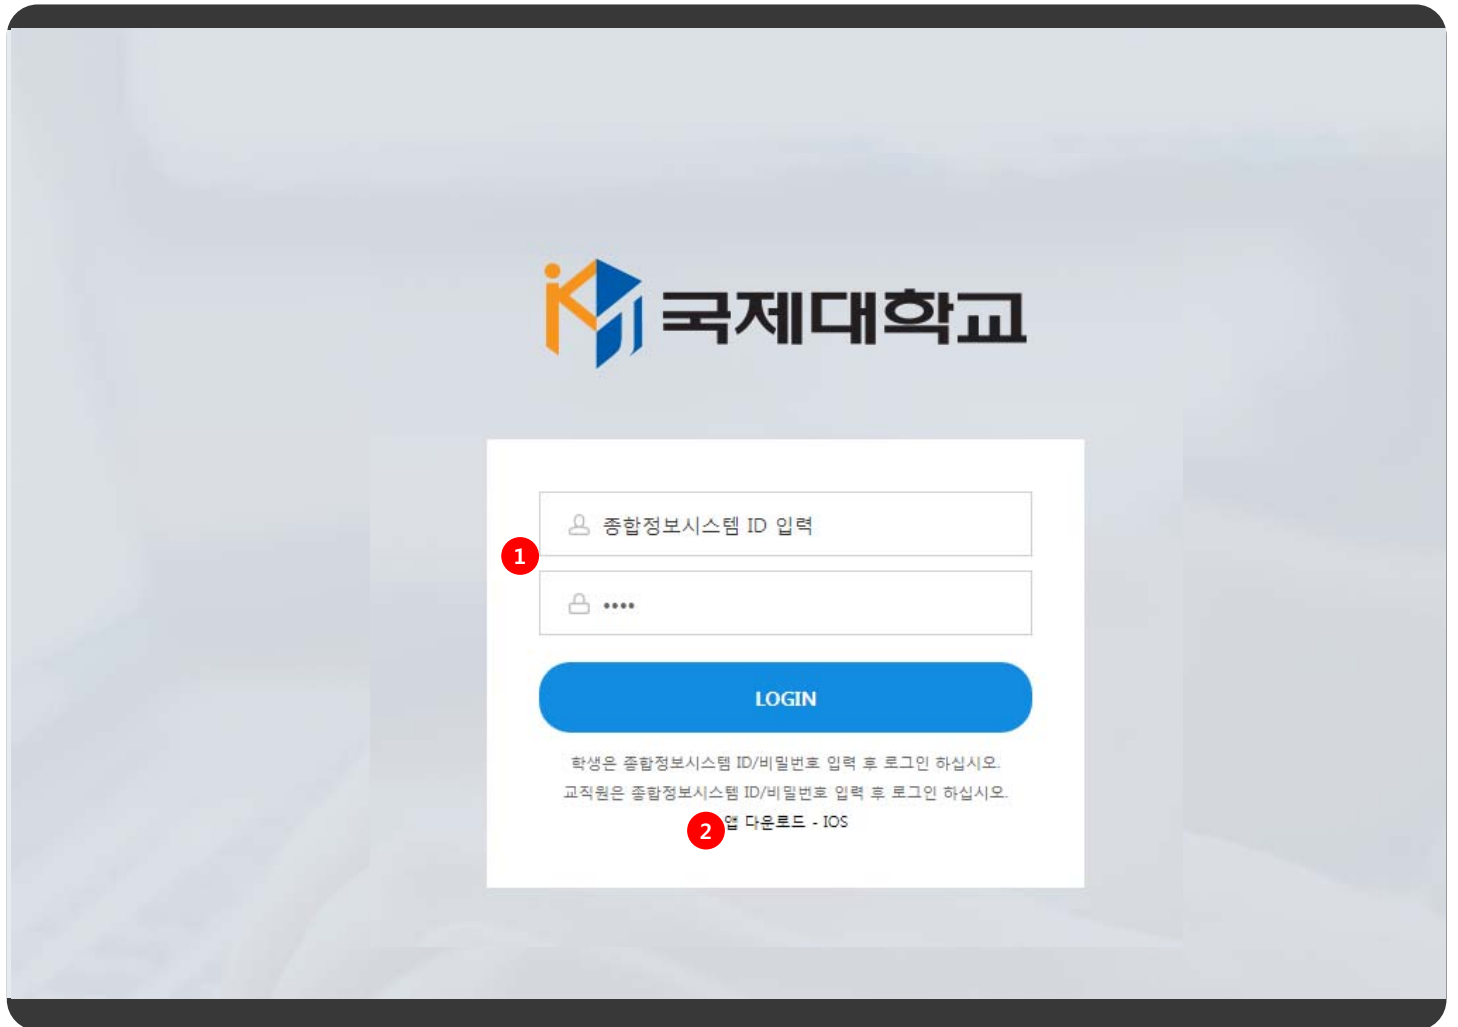 국제대학교
종합정보시스템 ID 입력
1
••••
LOGIN
학생은 종합정보시스템 ID/비밀번호 입력 후 로그인 하십시오.
교직원은 종합정보시스템 ID/비밀번호 입력 후 로그인 하십시오.
2 앱 다운로드 - IOS